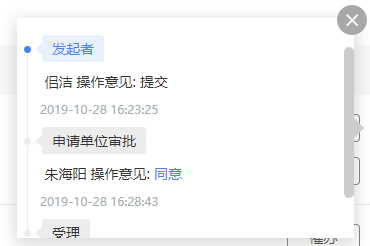 发起者
佀洁 操作意见: 提交
2019-10-28 16:23:25
申请单位审批
朱海阳 操作意见: 同意
2019-10-28 16:28:43
受理
催办